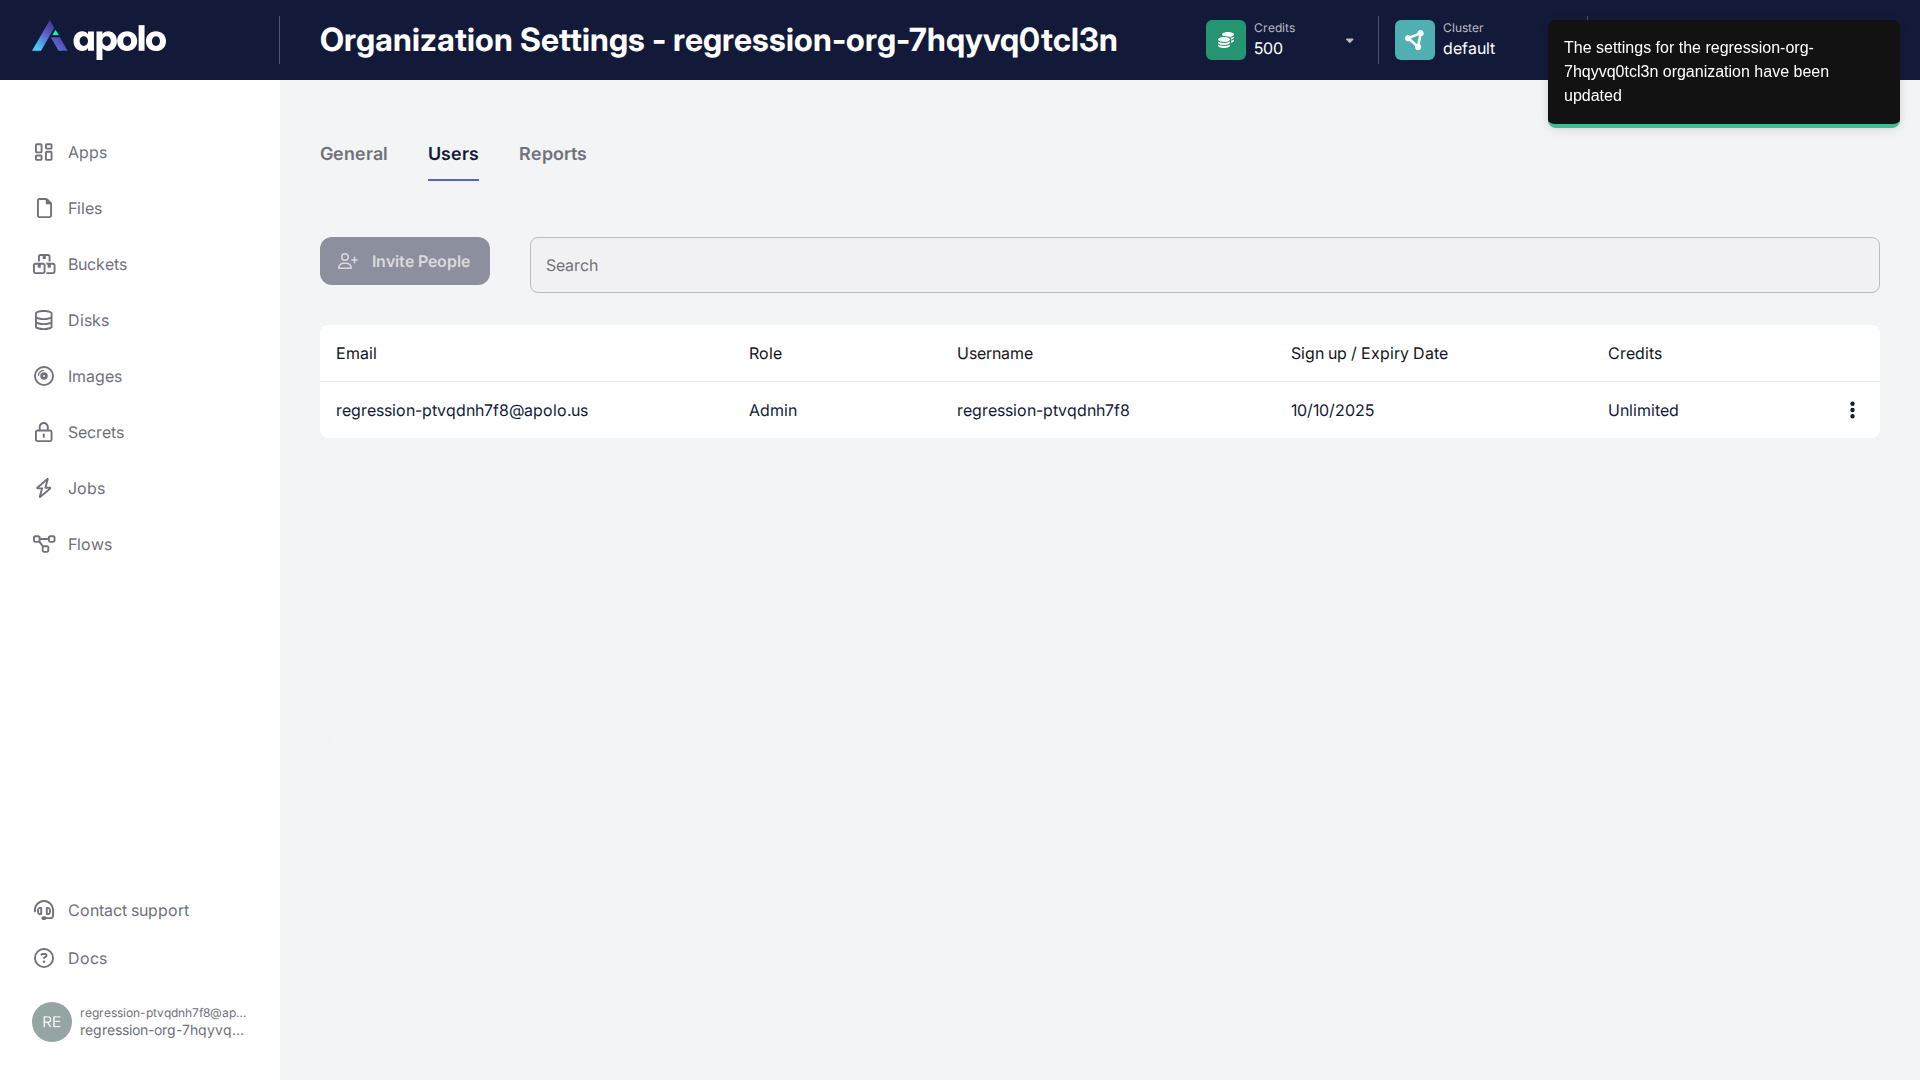 apolo
Organization Settings - regression-org-7hqyvq0tcl3n
Credits
500
Cluster
default
The settings for the regression-org-
7hqyvq0tcl3n organization have been
updated
Apps
Files
Buckets
Disks
Images
Secrets
Jobs
Flows
General
Users
Reports
Invite People
Search
Email
Role
Username
Sign up / Expiry Date
Credits
regression-ptvqdnh7f8@apolo.us
Admin
regression-ptvqdnh7f8
10/10/2025
Unlimited
Contact support
Docs
RE
regression-ptvqdnh7f8@ap...
regression-org-7hqyvq...